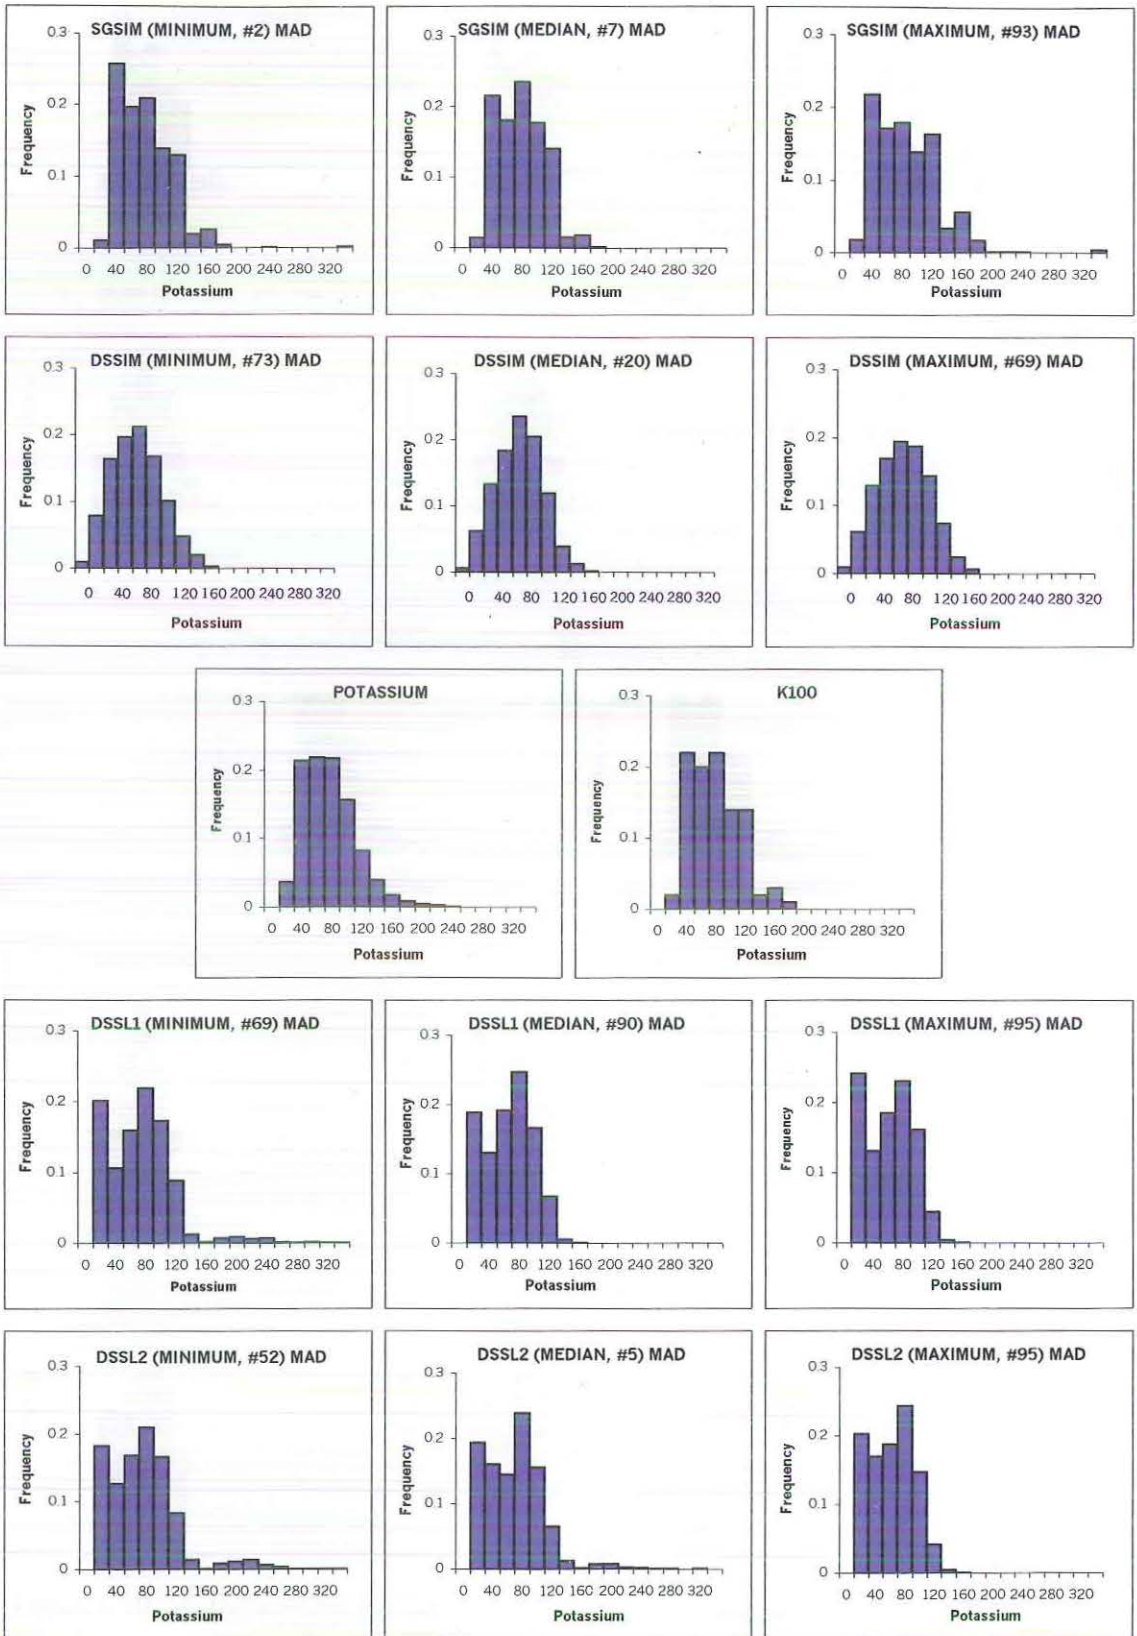 SGSIM (MINIMUM, #2) MAD
0.3
0.2
0.1
0
Frequency
0 40 80 120 160 200 240 280 320
Potassium
SGSIM (MEDIAN, #7) MAD
0.3
0.2
0.1
0
Frequency
0 40 80 120 160 200 240 280 320
Potassium
SGSIM (MAXIMUM, #93) MAD
0.3
0.2
0.1
0
Frequency
0 40 80 120 160 200 240 280 320
Potassium
DSSIM (MINIMUM, #73) MAD
0.3
0.2
0.1
0
Frequency
0 40 80 120 160 200 240 280 320
Potassium
DSSIM (MEDIAN, #20) MAD
0.3
0.2
0.1
0
Frequency
0 40 80 120 160 200 240 280 320
Potassium
DSSIM (MAXIMUM, #69) MAD
0.3
0.2
0.1
0
Frequency
0 40 80 120 160 200 240 280 320
Potassium
POTASSIUM
0.3
0.2
0.1
0
Frequency
0 40 80 120 160 200 240 280 320
Potassium
K100
0.3
0.2
0.1
0
Frequency
0 40 80 120 160 200 240 280 320
Potassium
DSSL1 (MINIMUM, #69) MAD
0.3
0.2
0.1
0
Frequency
0 40 80 120 160 200 240 280 320
Potassium
DSSL1 (MEDIAN, #90) MAD
0.3
0.2
0.1
0
Frequency
0 40 80 120 160 200 240 280 320
Potassium
DSSL1 (MAXIMUM, #95) MAD
0.3
0.2
0.1
0
Frequency
0 40 80 120 160 200 240 280 320
Potassium
DSSL2 (MINIMUM, #52) MAD
0.3
0.2
0.1
0
Frequency
0 40 80 120 160 200 240 280 320
Potassium
DSSL2 (MEDIAN, #5) MAD
0.3
0.2
0.1
0
Frequency
0 40 80 120 160 200 240 280 320
Potassium
DSSL2 (MAXIMUM, #95) MAD
0.3
0.2
0.1
0
Frequency
0 40 80 120 160 200 240 280 320
Potassium